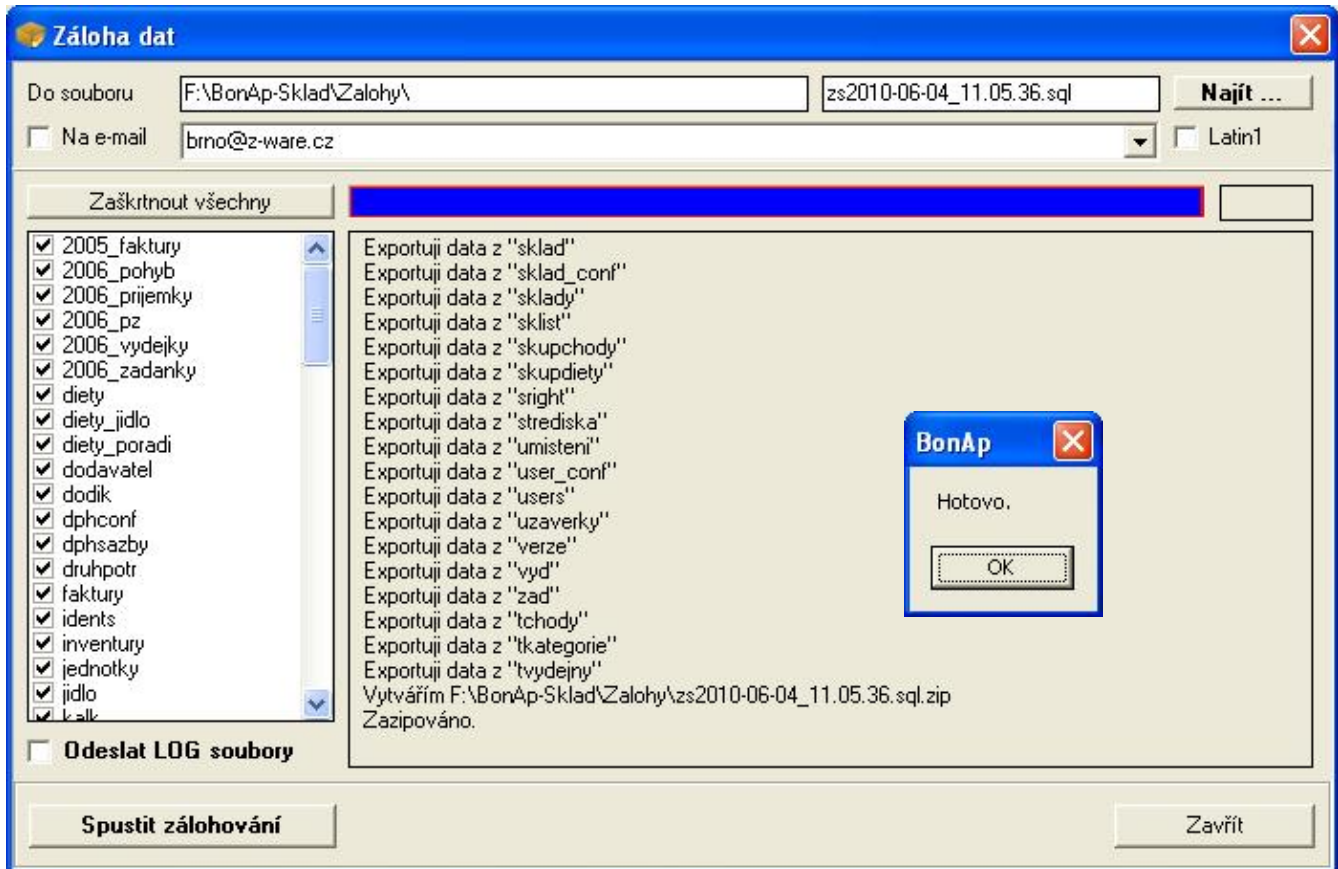 Záloha dat
Do souboru F:\BonAp-Sklad\Zalohy\ zs2010-06-04_11.05.36.sql Najít ...
Na e-mail brno@z-ware.cz Latin1
Zaškrtnout všechny
2005_faktury
2006_pohyb
2006_prijemky
2006_pz
2006_vydejky
2006_zadanky
diety
diety_jidlo
diety_poradi
dodavatel
dodik
dphconf
dphsazby
druhpotr
faktury
idents
inventury
jednotky
jidlo
kalk
Odeslat LOG soubory
Exportuji data z "sklad"
Exportuji data z "sklad_conf"
Exportuji data z "sklady"
Exportuji data z "sklist"
Exportuji data z "skupchody"
Exportuji data z "skupdiety"
Exportuji data z "sright"
Exportuji data z "strediska"
Exportuji data z "umisteni"
Exportuji data z "user_conf"
Exportuji data z "users"
Exportuji data z "uzaverky"
Exportuji data z "verze"
Exportuji data z "vyd"
Exportuji data z "zad"
Exportuji data z "tchody"
Exportuji data z "tkategorie"
Exportuji data z "tvydejny"
Vytvářím F:\BonAp-Sklad\Zalohy\zs2010-06-04_11.05.36.sql.zip
Zazipováno.
BonAp
Hotovo.
OK
Spustit zálohování Zavřít